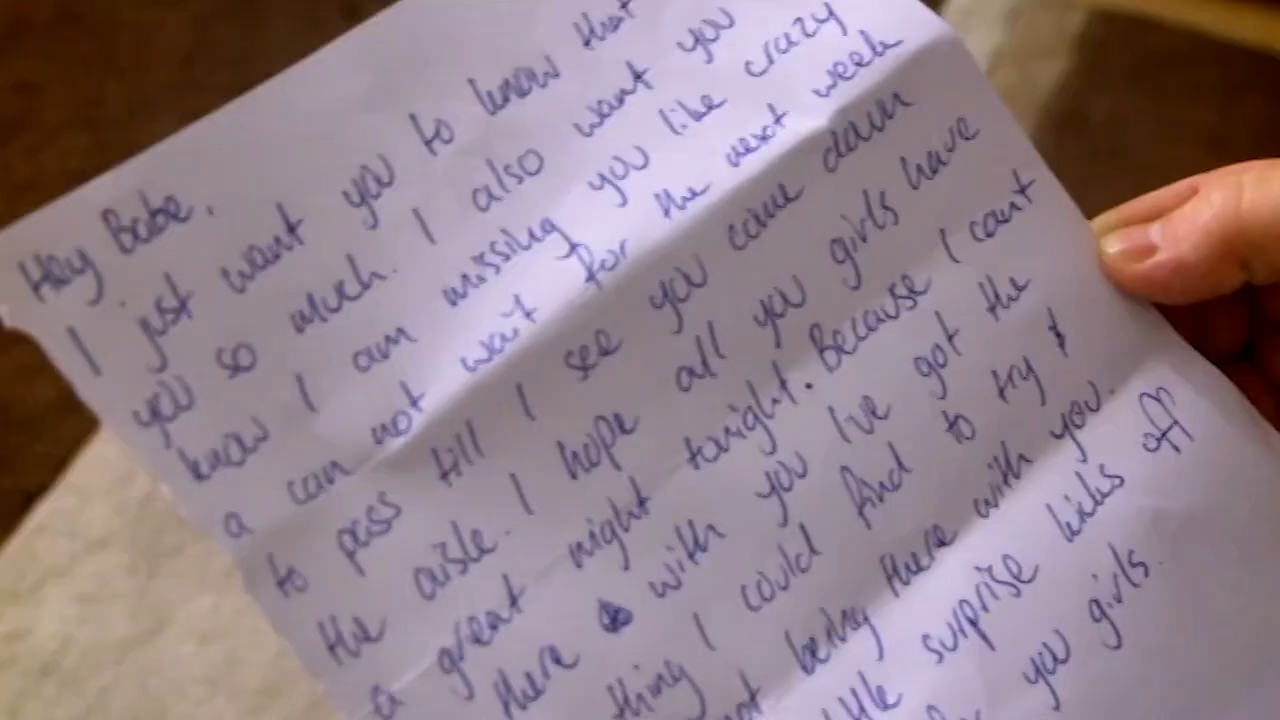 Hey Babe,
I just want you to know that
you so much. I also want you
know I am missing you like crazy
a can not wait for the next week
to pass till I see you come down
the aisle. I hope all you girls have
a great night tonight. Because I cant
there with you Ive got the
thing I could find to try &
not being there with you.
surprise kicks off
you girls.